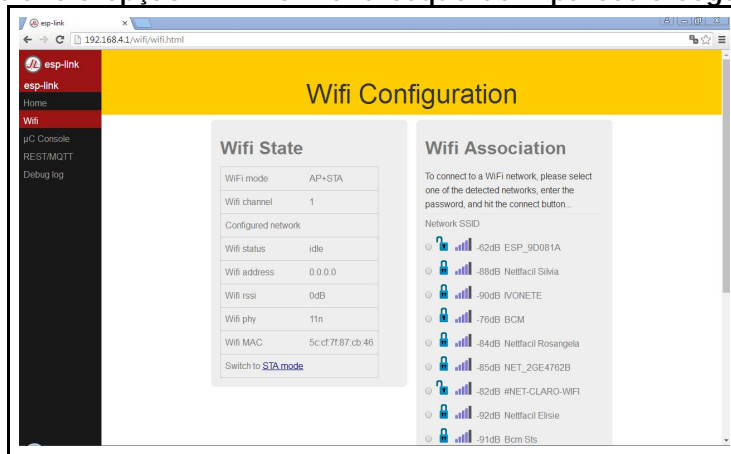 esp-link
192.168.4.1/wifi/wifi.html
esp-link
esp-link
Home
Wifi
µC Console
REST/MQTT
Debug log
Wifi Configuration
Wifi State
WiFi mode AP+STA
Wifi channel 1
Configured network
Wifi status idle
Wifi address 0.0.0.0
Wifi rssi 0dB
Wifi phy 11n
Wifi MAC 5c:cf:7f:87:cb:46
Switch to STA mode
Wifi Association
To connect to a WiFi network, please select
one of the detected networks, enter the
password, and hit the connect button...
Network SSID
-62dB ESP_9D081A
-88dB Nettfacil Silvia
-90dB IVONETE
-76dB BCM
-84dB Nettfacil Rosangela
-85dB NET_2GE4762B
-82dB #NET-CLARO-WIFI
-92dB Nettfacil Elisie
-91dB Bcm Sts